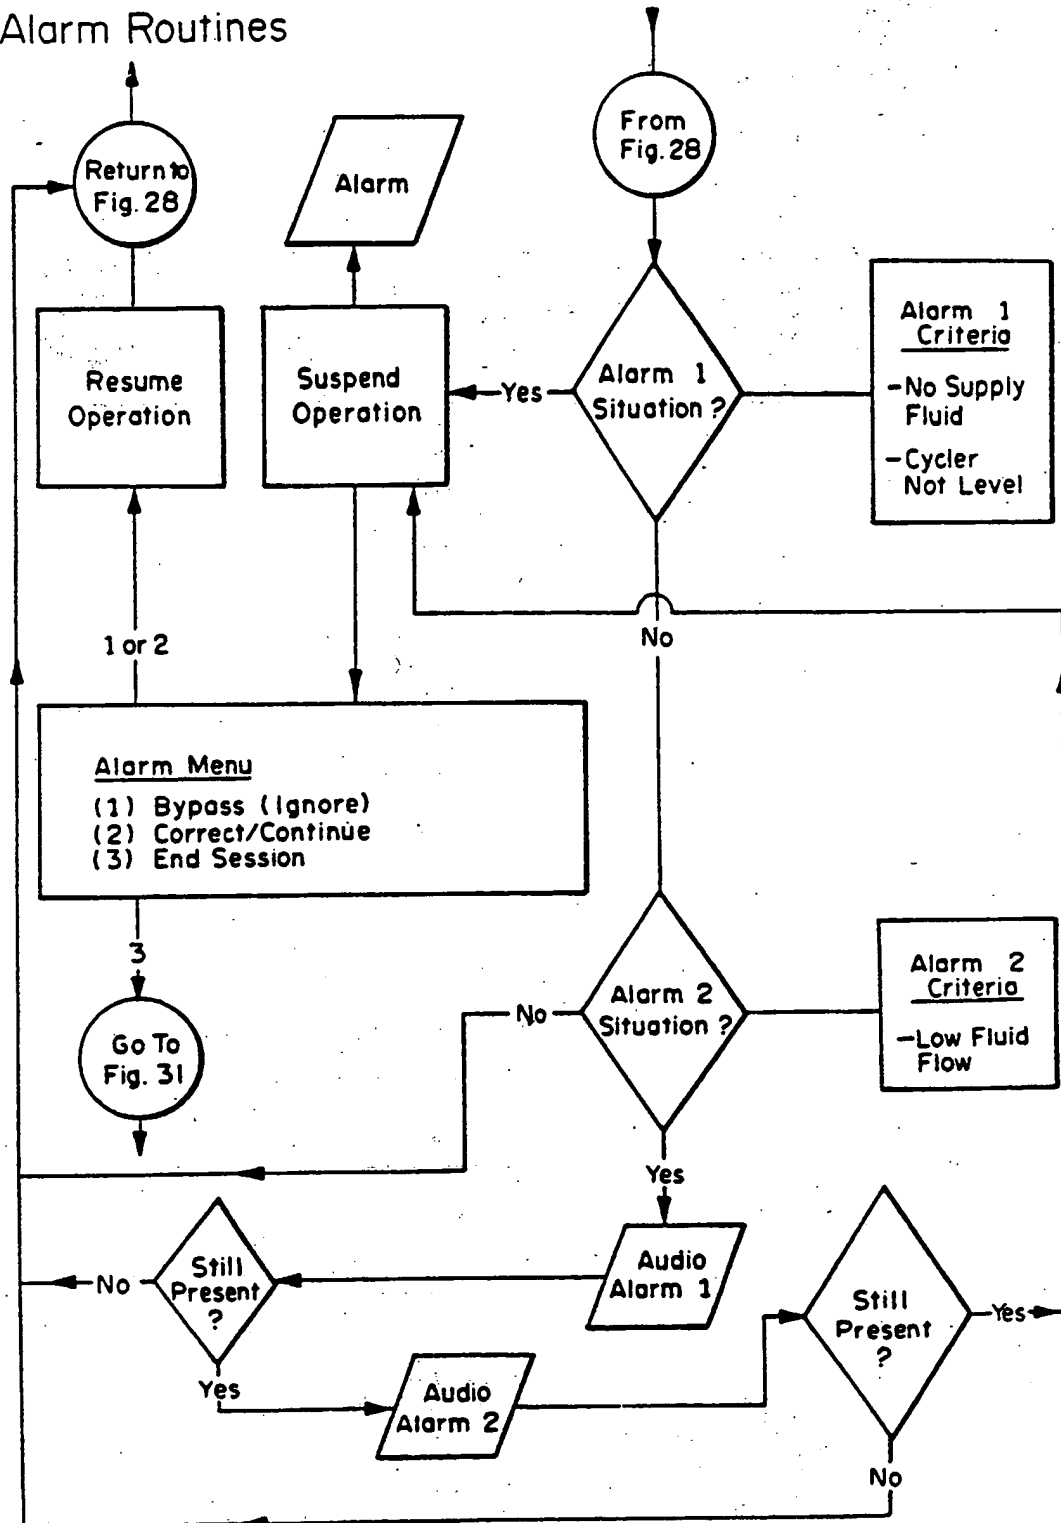 Alarm Routines
From
Fig. 28
Return to
Fig. 28
Alarm
Resume
Operation
Suspend
Operation
Yes
Alarm 1
Situation ?
Alarm 1
Criteria
-No Supply
Fluid
-Cycler
Not Level
1 or 2
No
Alarm Menu
(1) Bypass (Ignore)
(2) Correct/Continue
(3) End Session
3
Go To
Fig. 31
No
Alarm 2
Situation ?
Alarm 2
Criteria
-Low Fluid
Flow
Yes
Audio
Alarm 1
No
Still
Present
?
Yes
Audio
Alarm 2
Still
Present
?
Yes
No